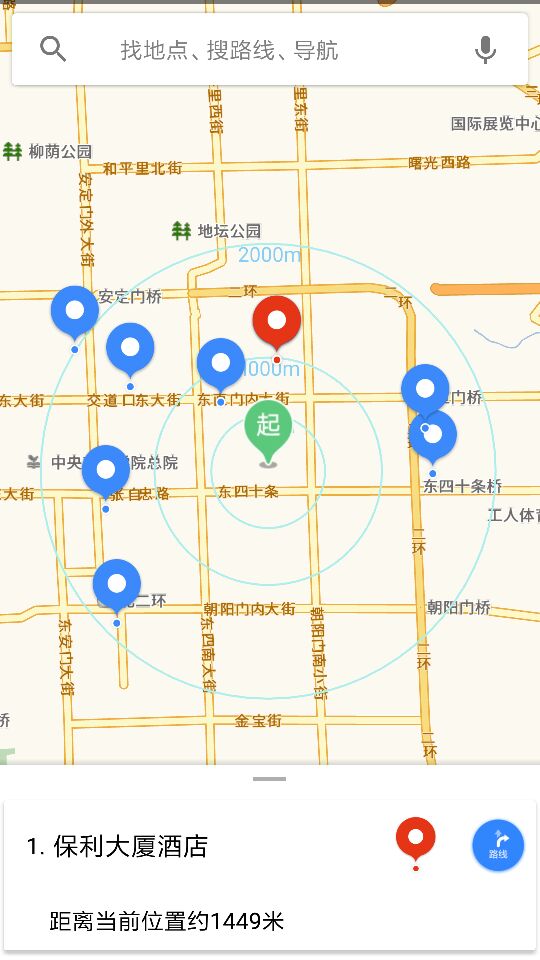 找地点、搜路线、导航
里西街
里东街
国际展览中心
柳荫公园
和平里北街
曙光西路
安定门外大街
地坛公园
2000m
安定门桥
二环
二环
000m
东大街
交道口东大街
东直门内大街
门桥
起
中央
院总院
东四十条桥
大街
张自忠路
东四十条
工人体育
二环
二环
朝阳门内大街
朝阳门桥
东安门大街
东四南大街
朝阳门南小街
二环
桥
金宝街
二环
1. 保利大厦酒店
路线
距离当前位置约1449米